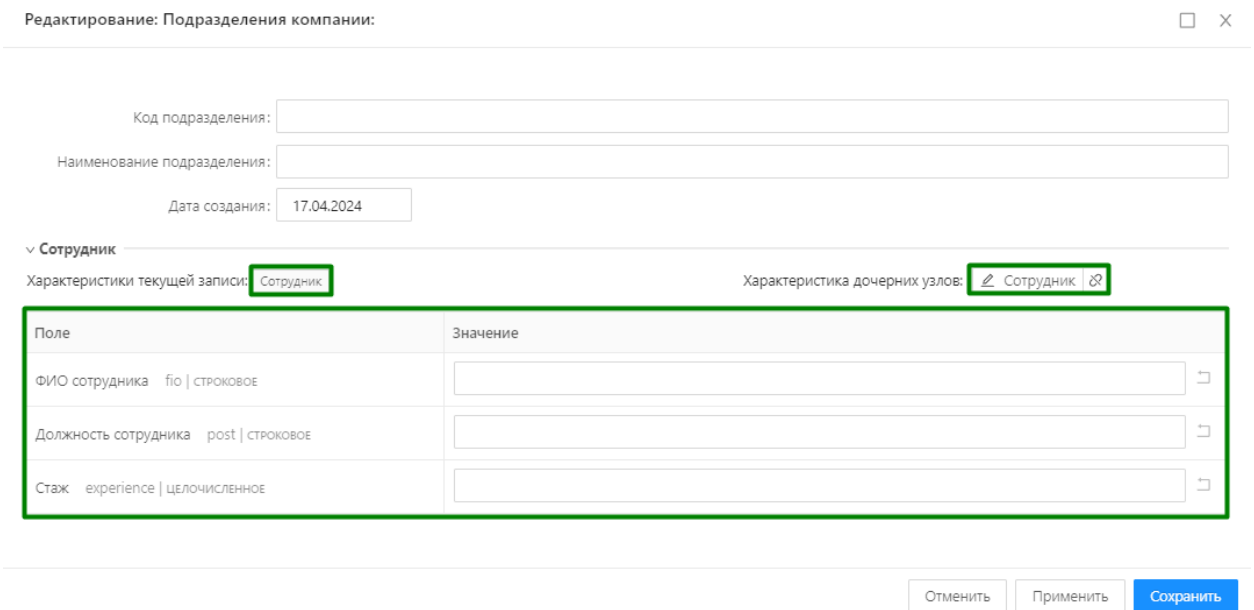 Редактирование: Подразделения компании:
Код подразделения:
Наименование подразделения:
Дата создания: 17.04.2024
Сотрудник
Характеристики текущей записи: Сотрудник Характеристика дочерних узлов: Сотрудник
Поле Значение
ФИО сотрудника fio | СТРОКОВОЕ
Должность сотрудника post | СТРОКОВОЕ
Стаж experience | ЦЕЛОЧИСЛЕННОЕ
Отменить Применить Сохранить